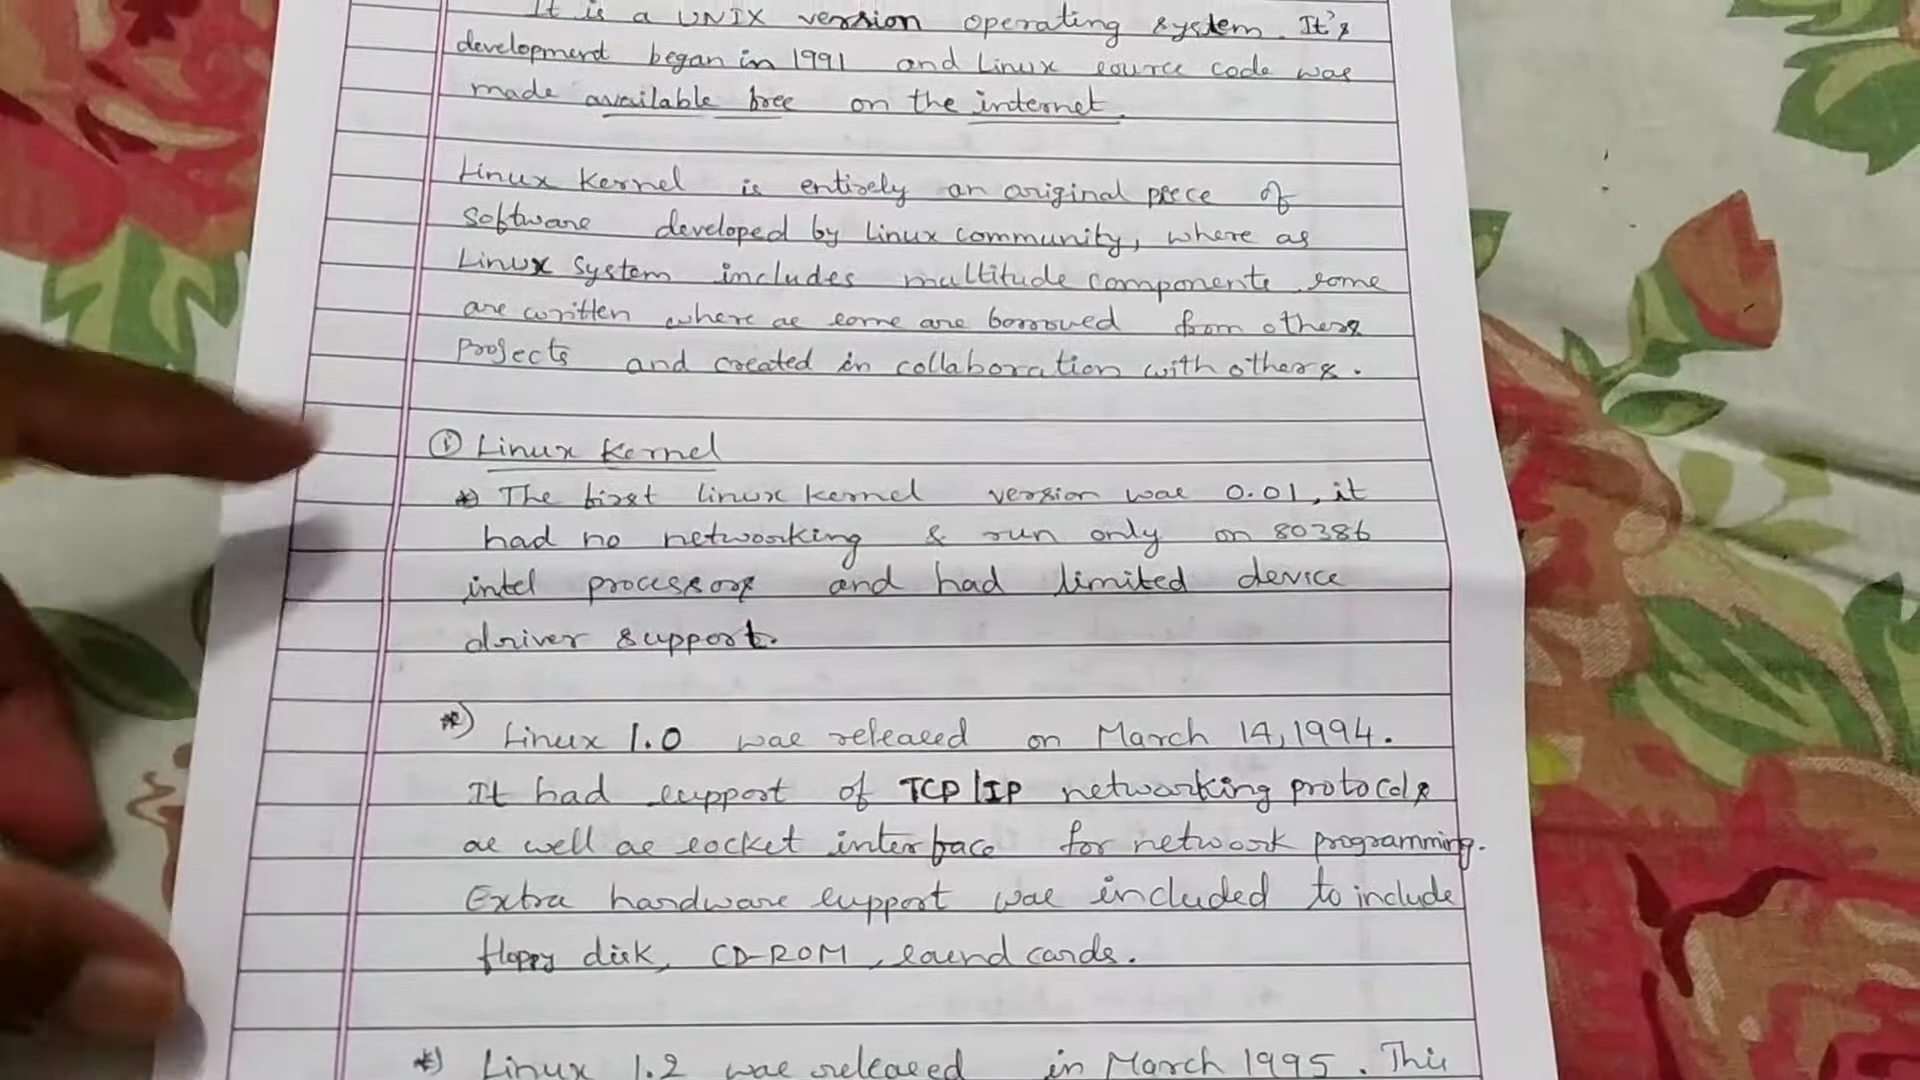 It is a UNIX version operating system. It's
development began in 1991 and Linux source code was
made available free on the internet.
Linux Kernel is entirely an original piece of
software developed by Linux community, where as
Linux System includes multitude components some
are written where as some are borrowed from others
Projects and created in collaboration with others.
① Linux Kernel
*) The first linux kernel version was 0.01, it
had no networking & run only on 80386
intel processors and had limited device
driver support.
*) Linux 1.0 was released on March 14, 1994.
It had support of TCP/IP networking protocols
as well as socket interface for network programming.
Extra hardware support was included to include
floppy disk, CD-ROM, sound cards.
*) Linux 1.2 was released in March 1995. This